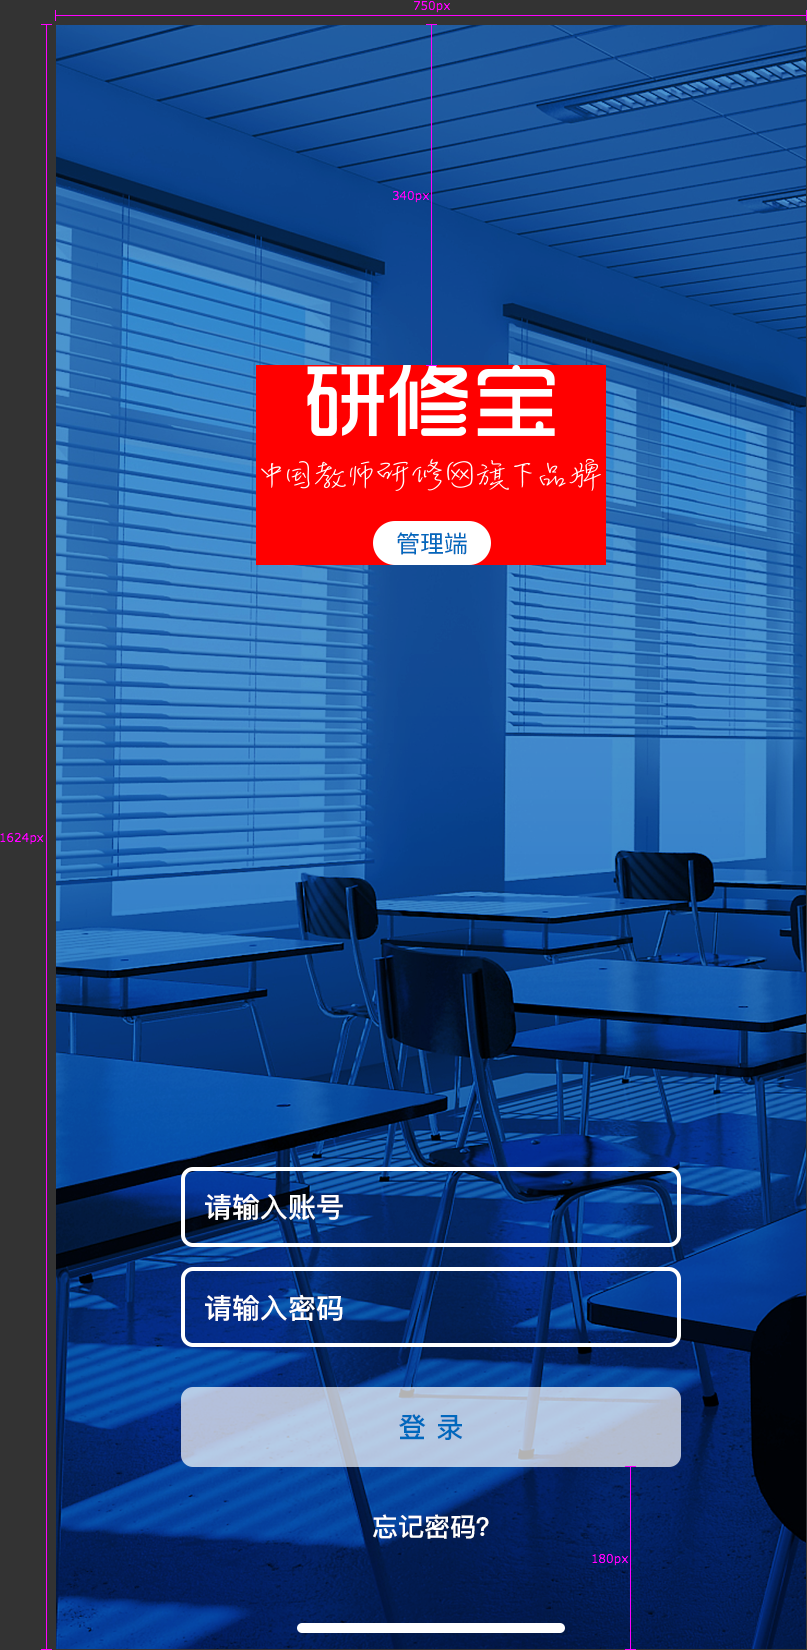 750px
340px
研修宝
中国教师研修网旗下品牌
管理端
1624px
请输入账号
请输入密码
登 录
忘记密码?
180px